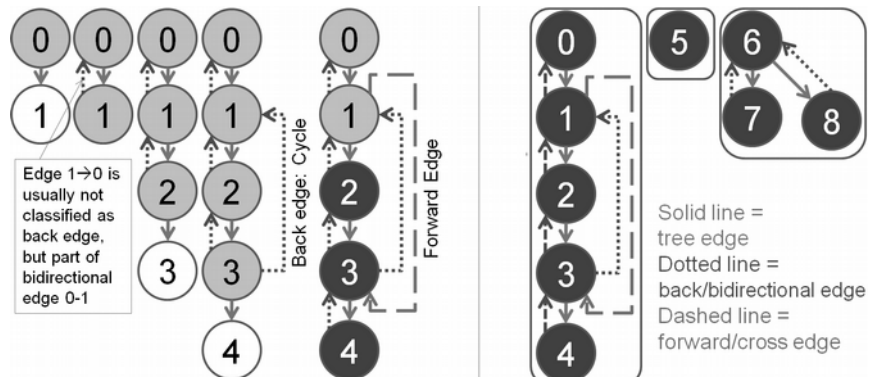 0 0 0 0 0
1 1 1 1 1
2 2 2
3 3 3
4 4
Edge 1→0 is
usually not
classified as
back edge,
but part of
bidirectional
edge 0-1
Back edge: Cycle
Forward Edge
0 5 6
1 7 8
2
3
4
Solid line =
tree edge
Dotted line =
back/bidirectional edge
Dashed line =
forward/cross edge